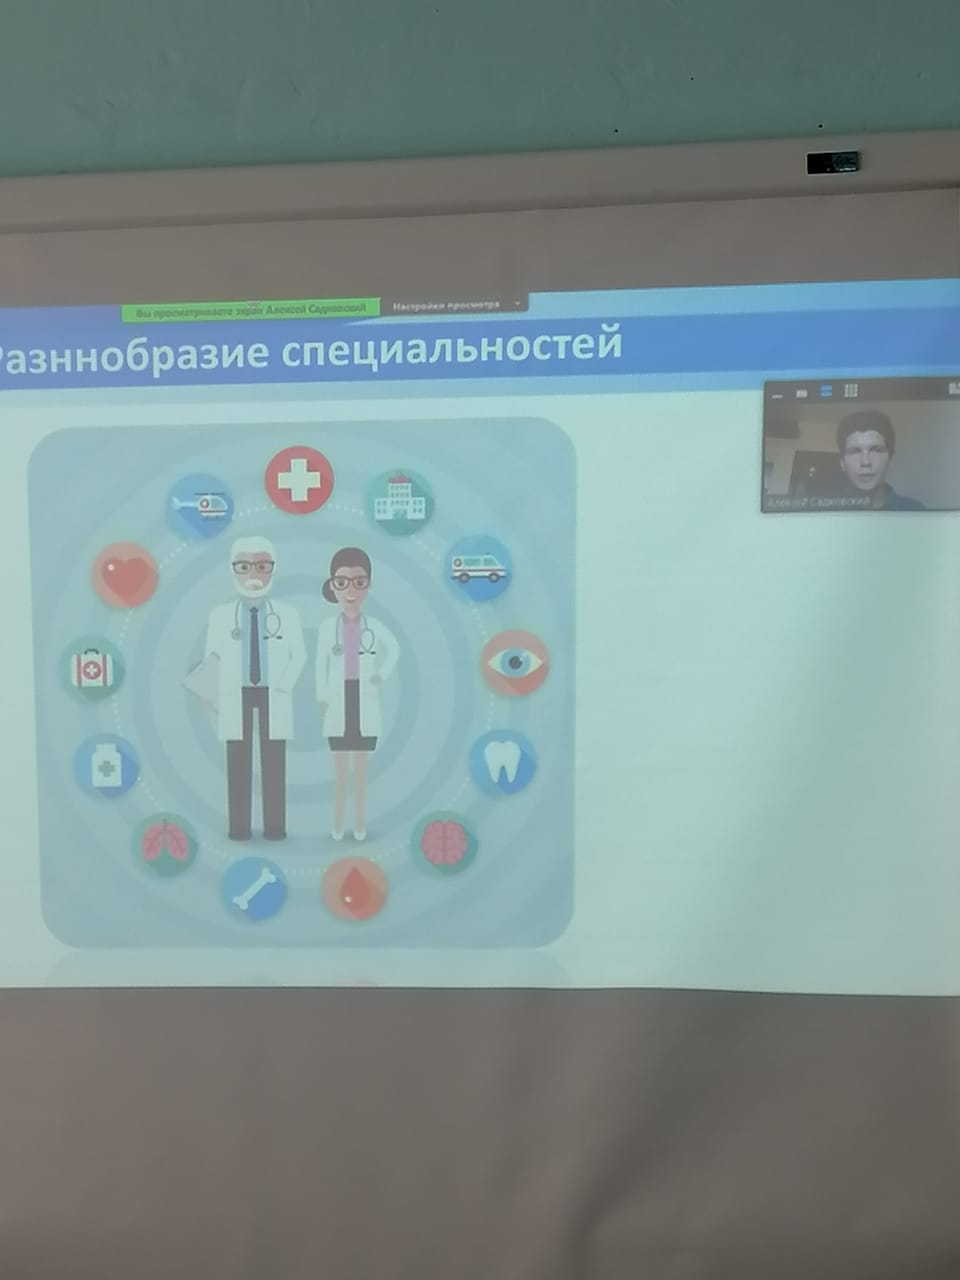 Вы просматриваете экран Алексей Садковский
Настройки просмотра
Разннобразие специальностей
Алексей Садковский